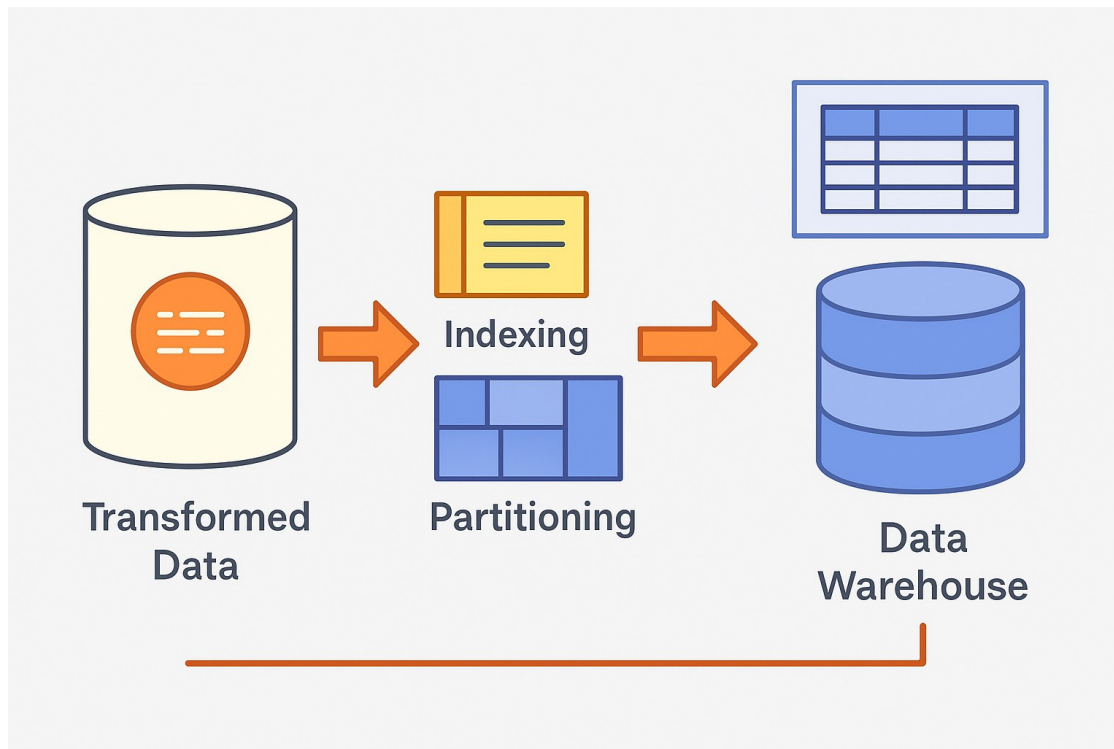 Transformed
Data
Indexing
Partitioning
Data
Warehouse